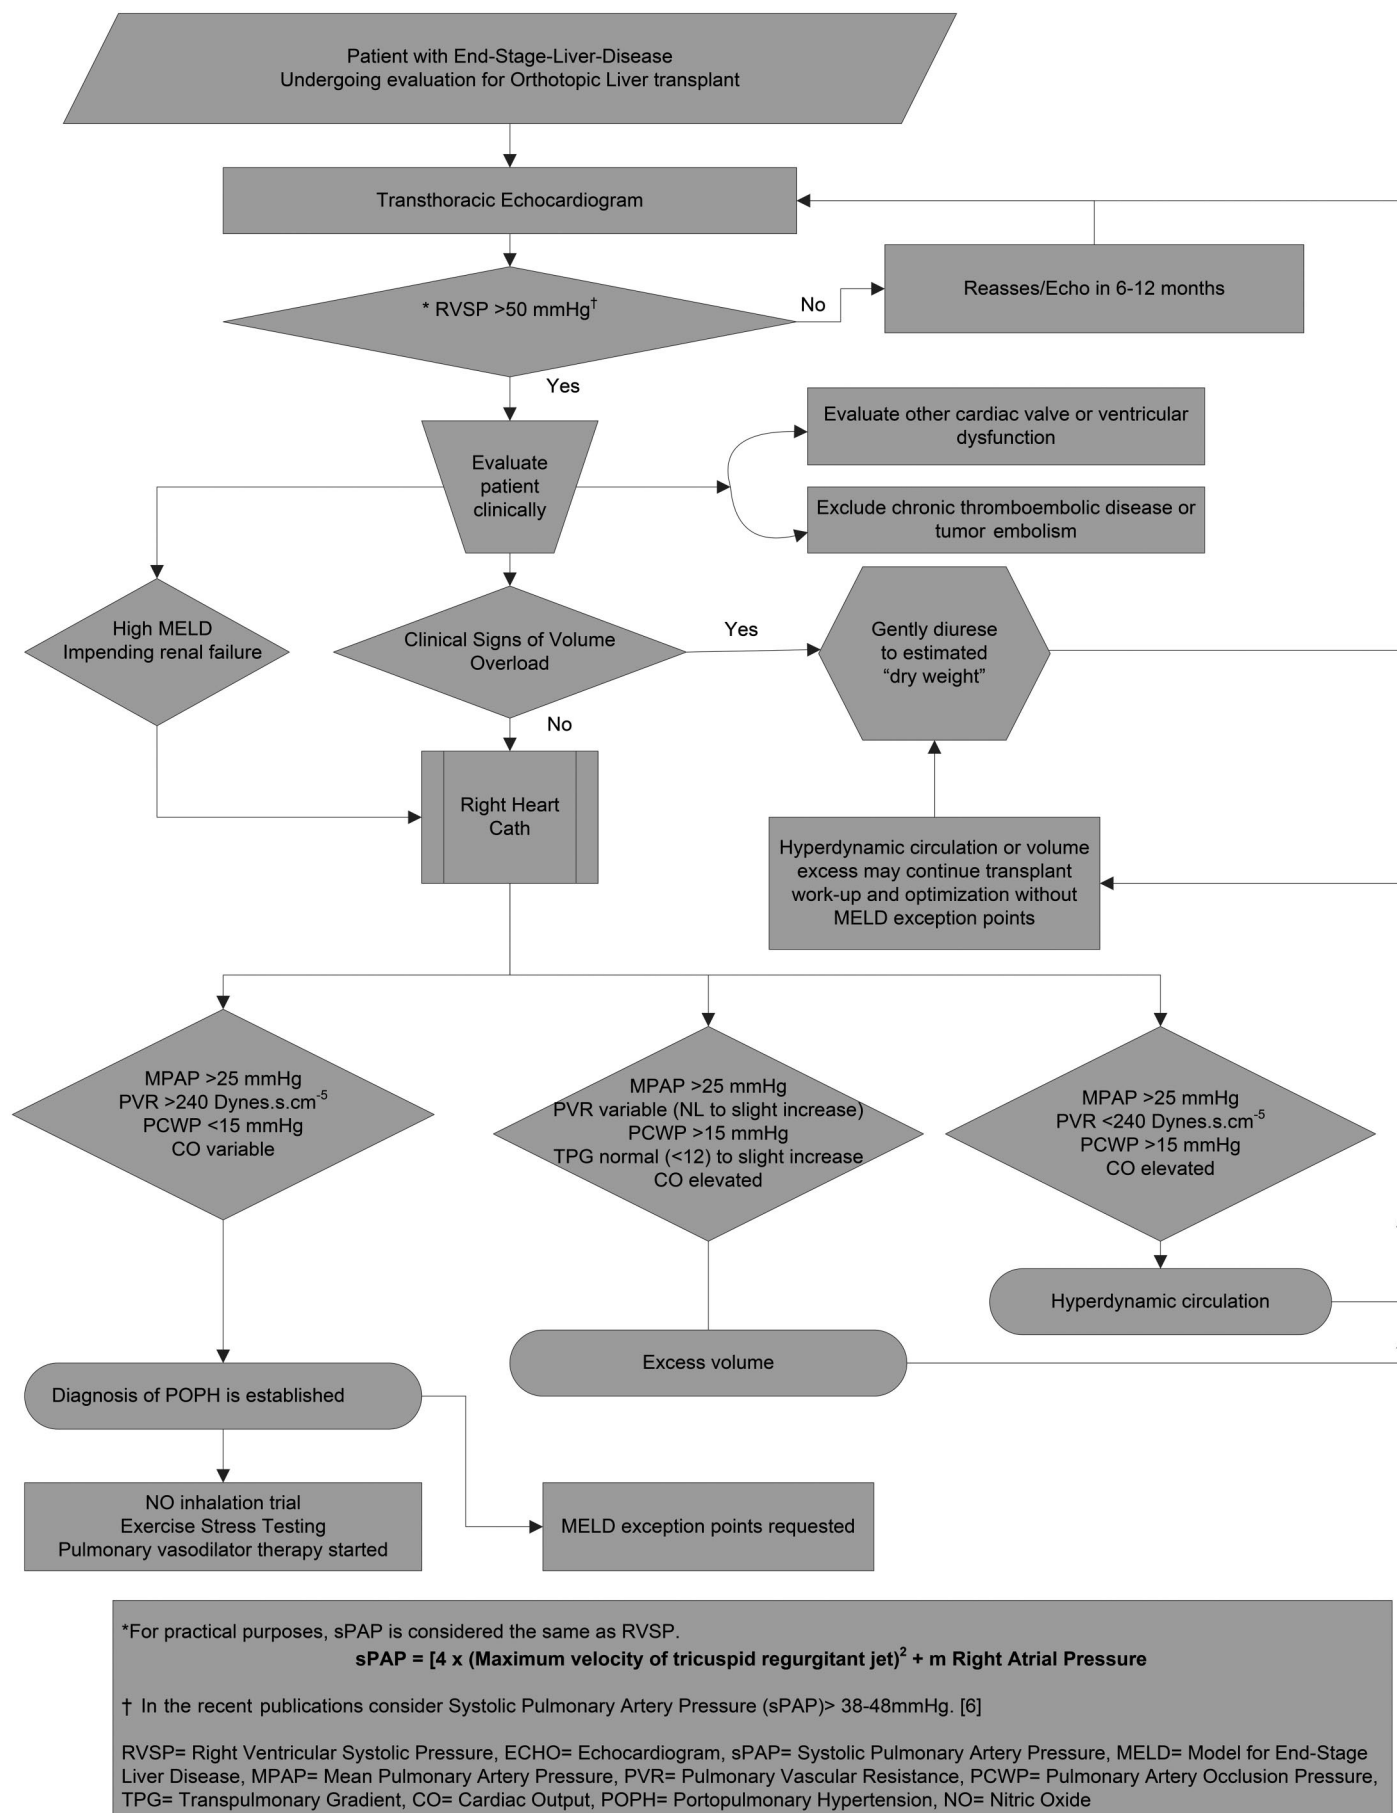 Patient with End-Stage-Liver-Disease
Undergoing evaluation for Orthotopic Liver transplant
Transthoracic Echocardiogram
* RVSP >50 mmHg†
No
Reasses/Echo in 6-12 months
Yes
Evaluate
patient
clinically
Evaluate other cardiac valve or ventricular
dysfunction
Exclude chronic thromboembolic disease or
tumor embolism
High MELD
Impending renal failure
Clinical Signs of Volume
Overload
Yes
Gently diurese
to estimated
“dry weight”
No
Right Heart
Cath
Hyperdynamic circulation or volume
excess may continue transplant
work-up and optimization without
MELD exception points
MPAP >25 mmHg
PVR >240 Dynes.s.cm-5
PCWP <15 mmHg
CO variable
MPAP >25 mmHg
PVR variable (NL to slight increase)
PCWP >15 mmHg
TPG normal (<12) to slight increase
CO elevated
MPAP >25 mmHg
PVR <240 Dynes.s.cm-5
PCWP >15 mmHg
CO elevated
Hyperdynamic circulation
Excess volume
Diagnosis of POPH is established
NO inhalation trial
Exercise Stress Testing
Pulmonary vasodilator therapy started
MELD exception points requested
*For practical purposes, sPAP is considered the same as RVSP.
sPAP = [4 x (Maximum velocity of tricuspid regurgitant jet)2 + m Right Atrial Pressure
† In the recent publications consider Systolic Pulmonary Artery Pressure (sPAP)> 38-48mmHg. [6]
RVSP= Right Ventricular Systolic Pressure, ECHO= Echocardiogram, sPAP= Systolic Pulmonary Artery Pressure, MELD= Model for End-Stage
Liver Disease, MPAP= Mean Pulmonary Artery Pressure, PVR= Pulmonary Vascular Resistance, PCWP= Pulmonary Artery Occlusion Pressure,
TPG= Transpulmonary Gradient, CO= Cardiac Output, POPH= Portopulmonary Hypertension, NO= Nitric Oxide